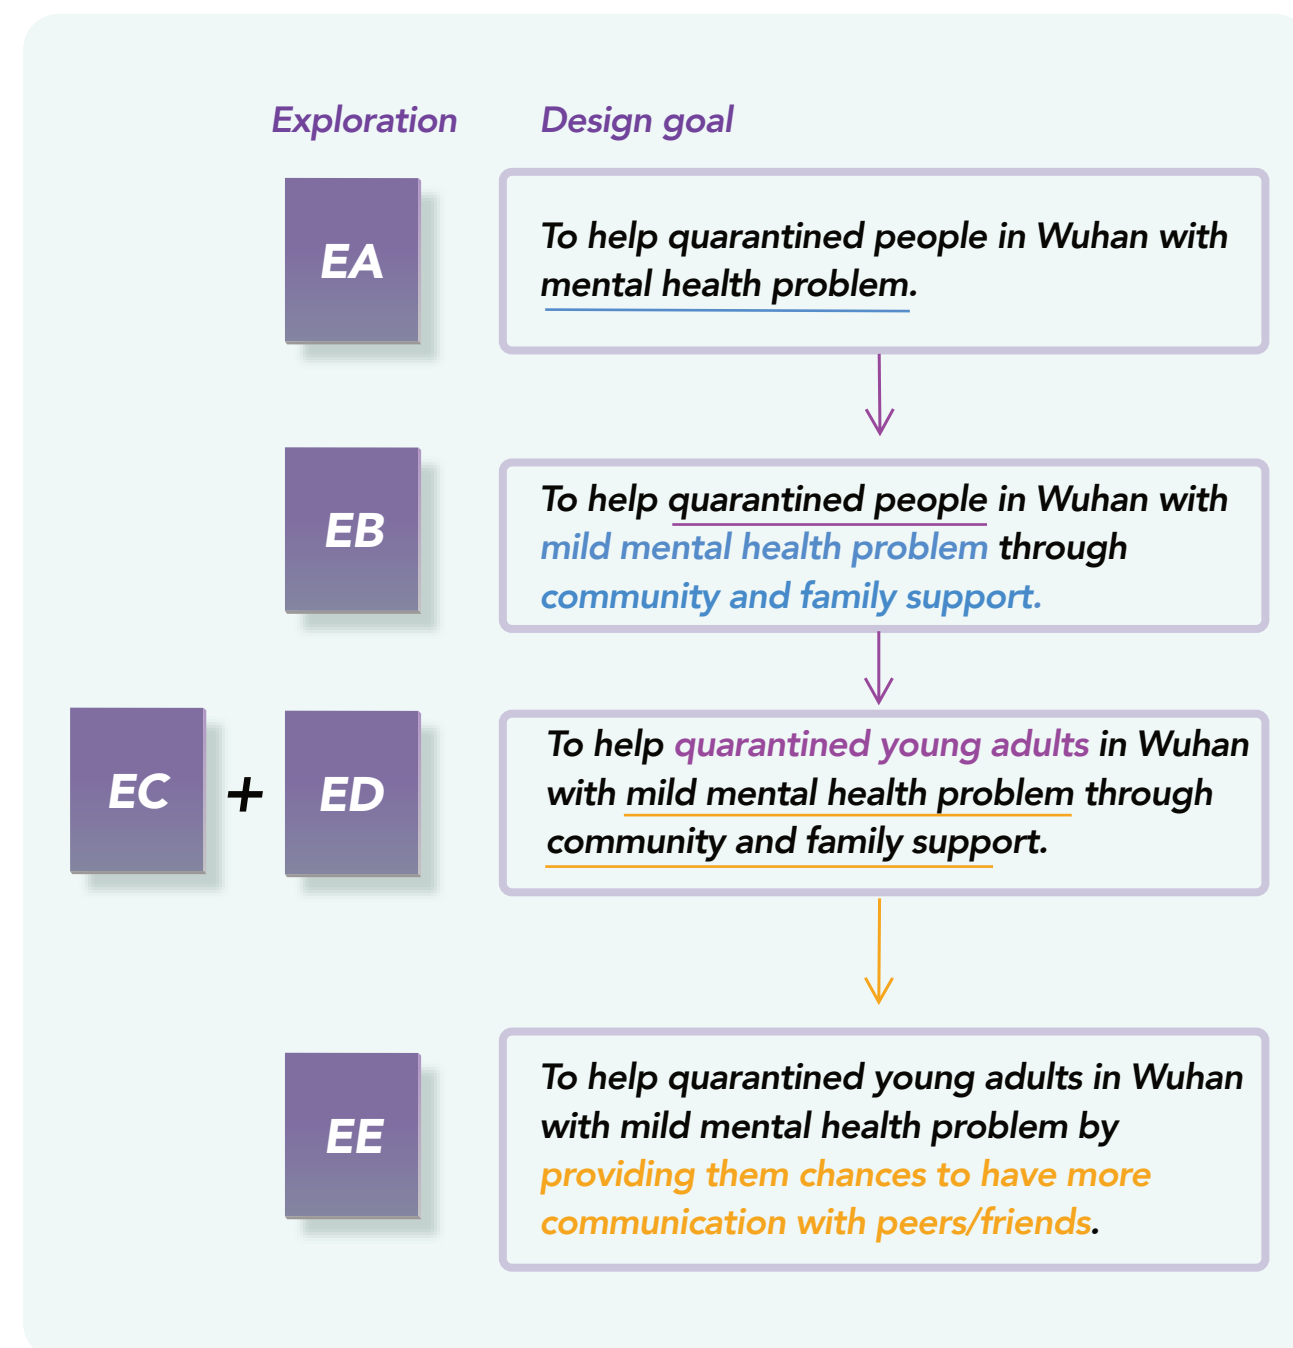 Exploration
Design goal
EA
To help quarantined people in Wuhan with
mental health problem.
EB
To help quarantined people in Wuhan with
mild mental health problem through
community and family support.
EC + ED
To help quarantined young adults in Wuhan
with mild mental health problem through
community and family support.
EE
To help quarantined young adults in Wuhan
with mild mental health problem by
providing them chances to have more
communication with peers/friends.